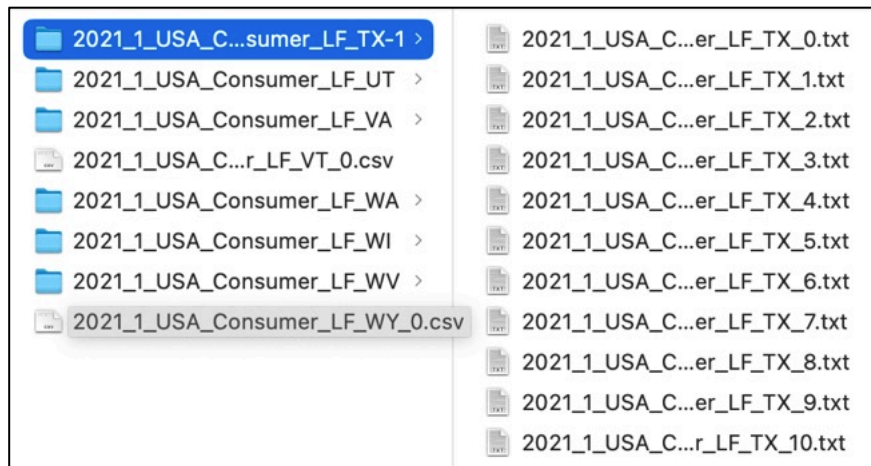 2021_1_USA_C...sumer_LF_TX-1
2021_1_USA_Consumer_LF_UT
2021_1_USA_Consumer_LF_VA
2021_1_USA_C...r_LF_VT_0.csv
2021_1_USA_Consumer_LF_WA
2021_1_USA_Consumer_LF_WI
2021_1_USA_Consumer_LF_WV
2021_1_USA_Consumer_LF_WY_0.csv
2021_1_USA_C...er_LF_TX_0.txt
2021_1_USA_C...er_LF_TX_1.txt
2021_1_USA_C...er_LF_TX_2.txt
2021_1_USA_C...er_LF_TX_3.txt
2021_1_USA_C...er_LF_TX_4.txt
2021_1_USA_C...er_LF_TX_5.txt
2021_1_USA_C...er_LF_TX_6.txt
2021_1_USA_C...er_LF_TX_7.txt
2021_1_USA_C...er_LF_TX_8.txt
2021_1_USA_C...er_LF_TX_9.txt
2021_1_USA_C...r_LF_TX_10.txt